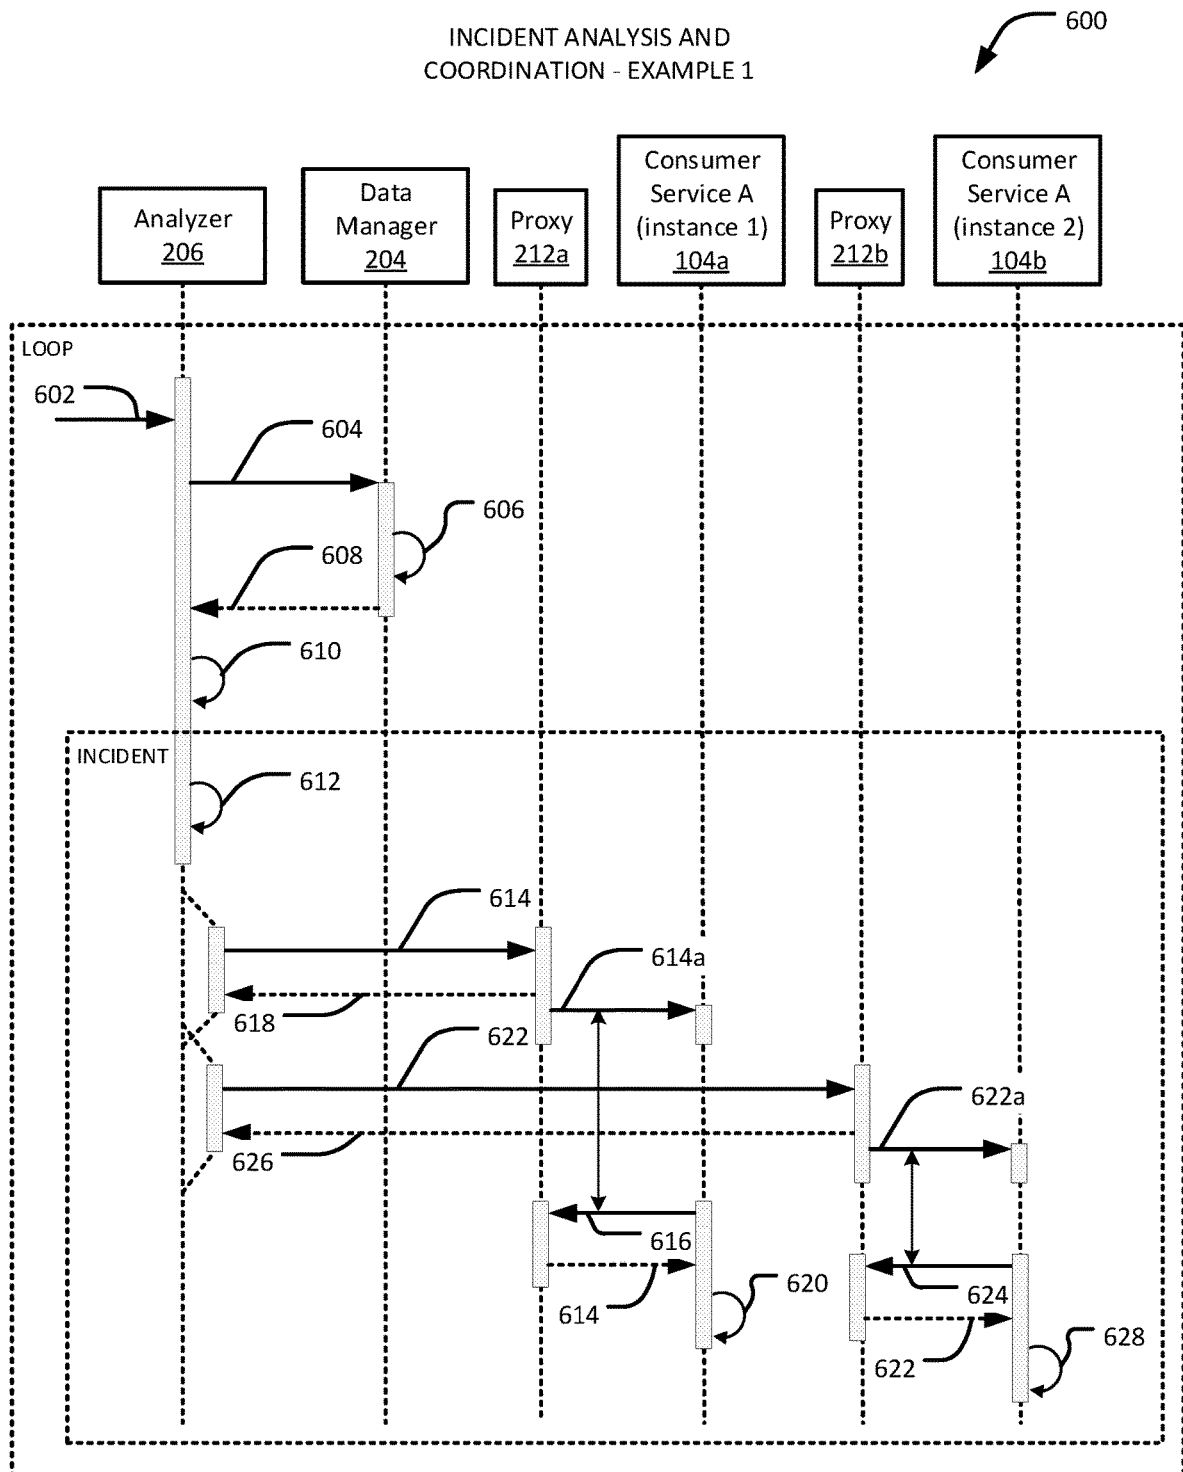 INCIDENT ANALYSIS AND
COORDINATION - EXAMPLE 1
600
Analyzer
206
Data
Manager
204
Proxy
212a
Consumer
Service A
(instance 1)
104a
Proxy
212b
Consumer
Service A
(instance 2)
104b
LOOP
602
604
606
608
610
INCIDENT
612
614
614a
618
622
622a
626
616
614
620
624
622
628